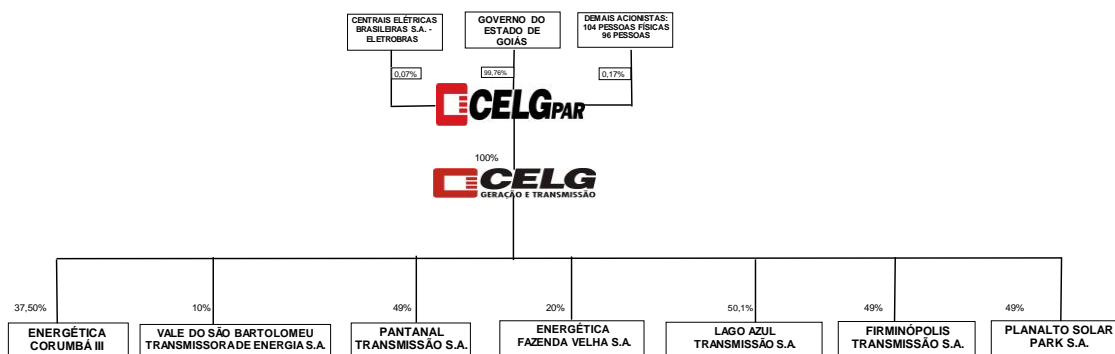 CENTRAIS ELÉTRICAS
BRASILEIRAS S.A. -
ELETROBRAS
GOVERNO DO
ESTADO DE
GOIÁS
DEMAIS ACIONISTAS:
104 PESSOAS FÍSICAS
96 PESSOAS
0,07%
99,76%
0,17%
CELGPAR
100%
CELG
GERAÇÃO E TRANSMISSÃO
37,50%
10%
49%
20%
50,1%
49%
49%
ENERGÉTICA
CORUMBÁ III
VALE DO SÃO BARTOLOMEU
TRANSMISSORA DE ENERGIA S.A.
PANTANAL
TRANSMISSÃO S.A.
ENERGÉTICA
FAZENDA VELHA S.A.
LAGO AZUL
TRANSMISSÃO S.A.
FIRMINÓPOLIS
TRANSMISSÃO S.A.
PLANALTO SOLAR
PARK S.A.